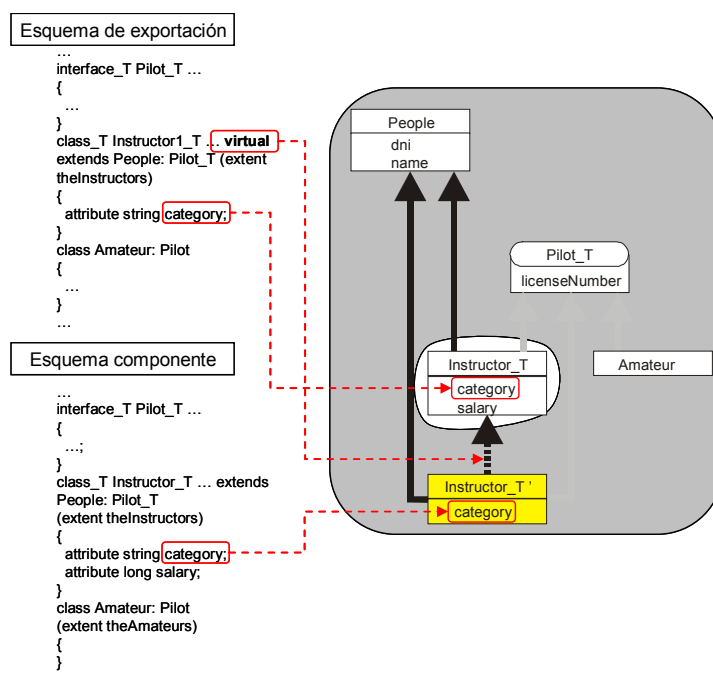 Esquema de exportación
…
interface_T Pilot_T …
{
…
}
class_T Instructor1_T … virtual
extends People: Pilot_T (extent
theInstructors)
{
attribute string category;
}
class Amateur: Pilot
{
…
}
…
Esquema componente
…
interface_T Pilot_T …
{
…;
}
class_T Instructor_T … extends
People: Pilot_T
(extent theInstructors)
{
attribute string category;
attribute long salary;
}
class Amateur: Pilot
(extent theAmateurs)
{
}
People
dni
name
Pilot_T
licenseNumber
Instructor_T
category
salary
Amateur
Instructor_T '
category